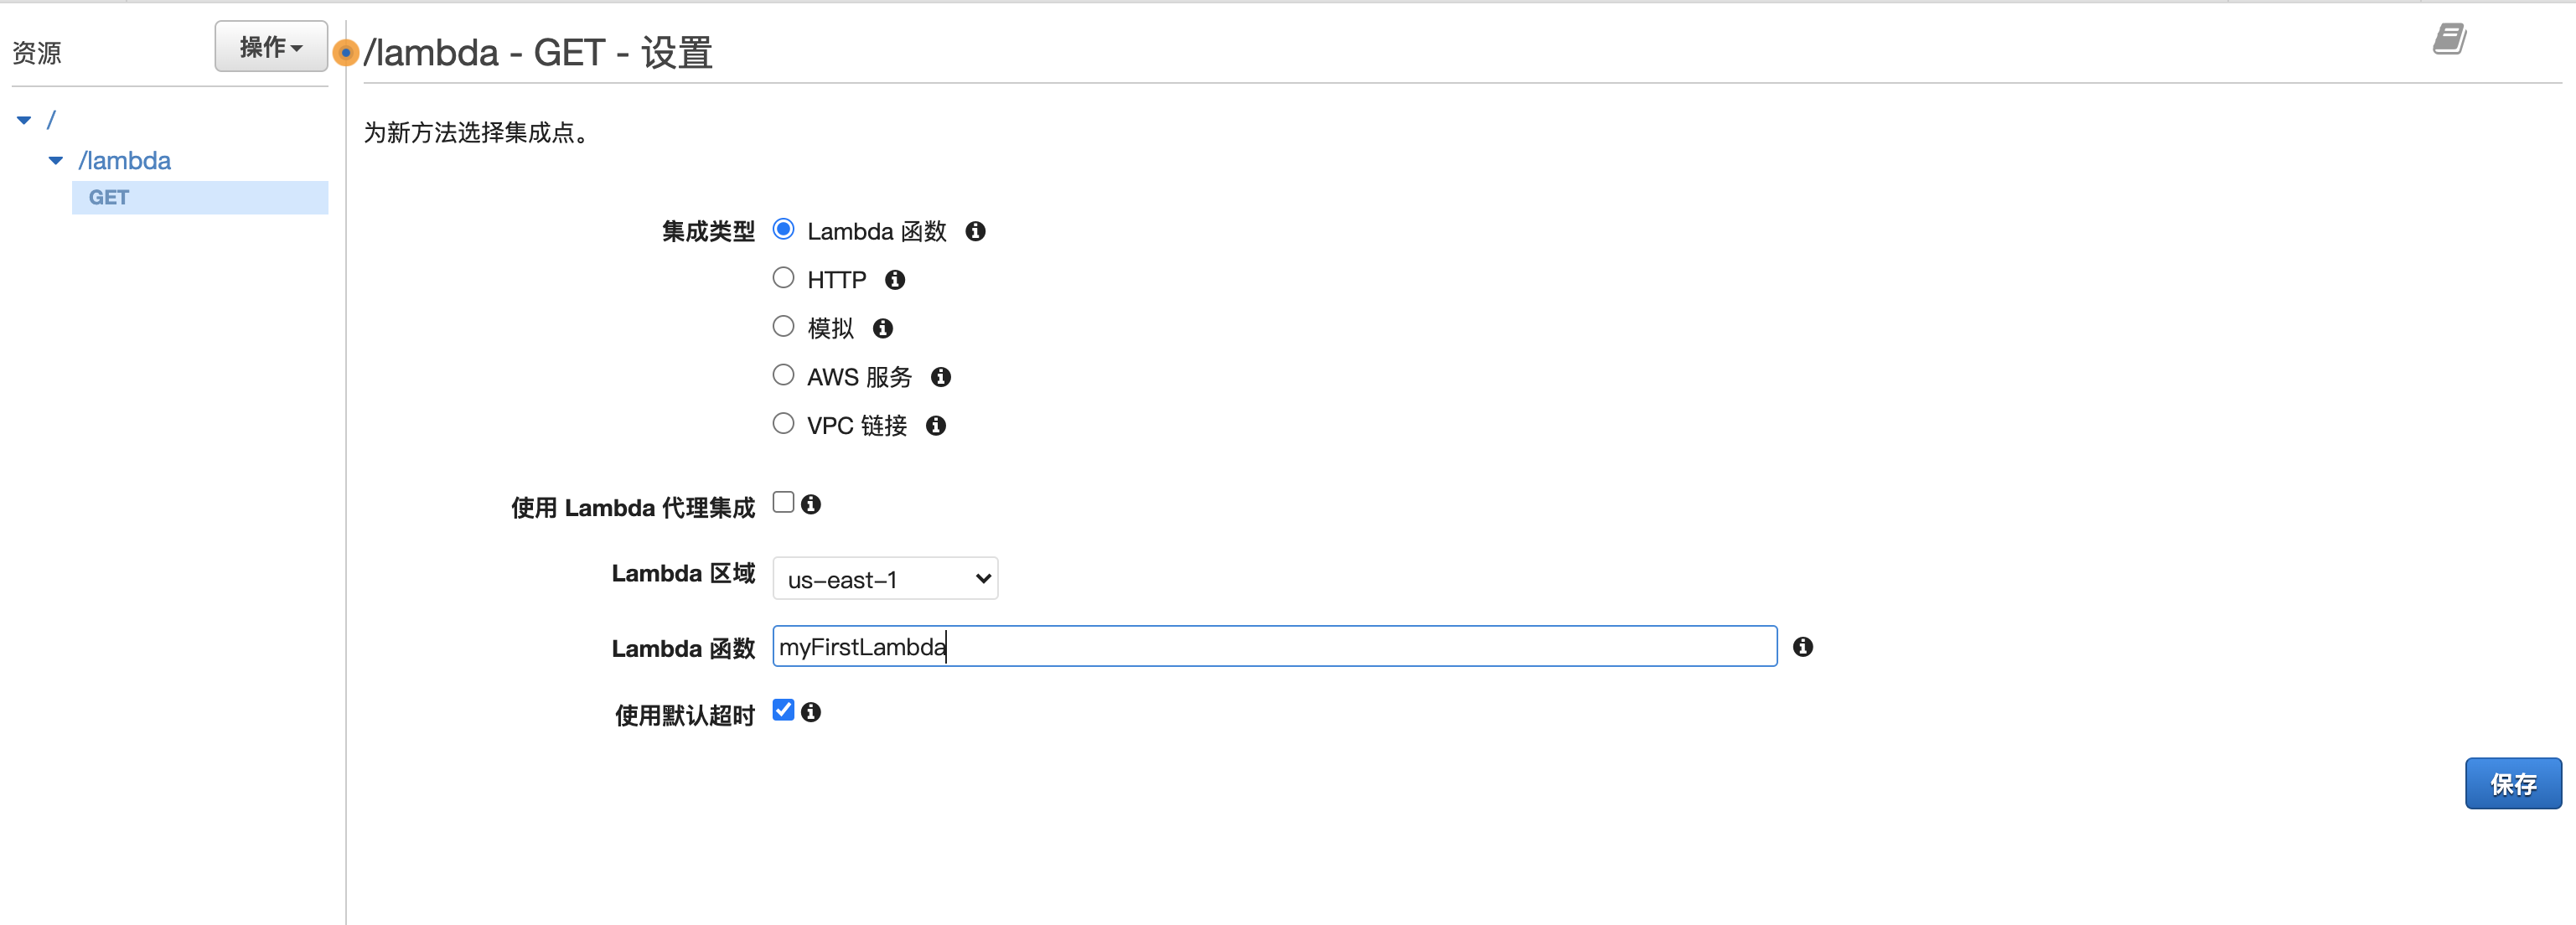 资源
操作
/
/lambda
GET
/lambda - GET - 设置
为新方法选择集成点。
集成类型 Lambda 函数
HTTP
模拟
AWS 服务
VPC 链接
使用 Lambda 代理集成
Lambda 区域 us-east-1
Lambda 函数 myFirstLambda
使用默认超时
保存